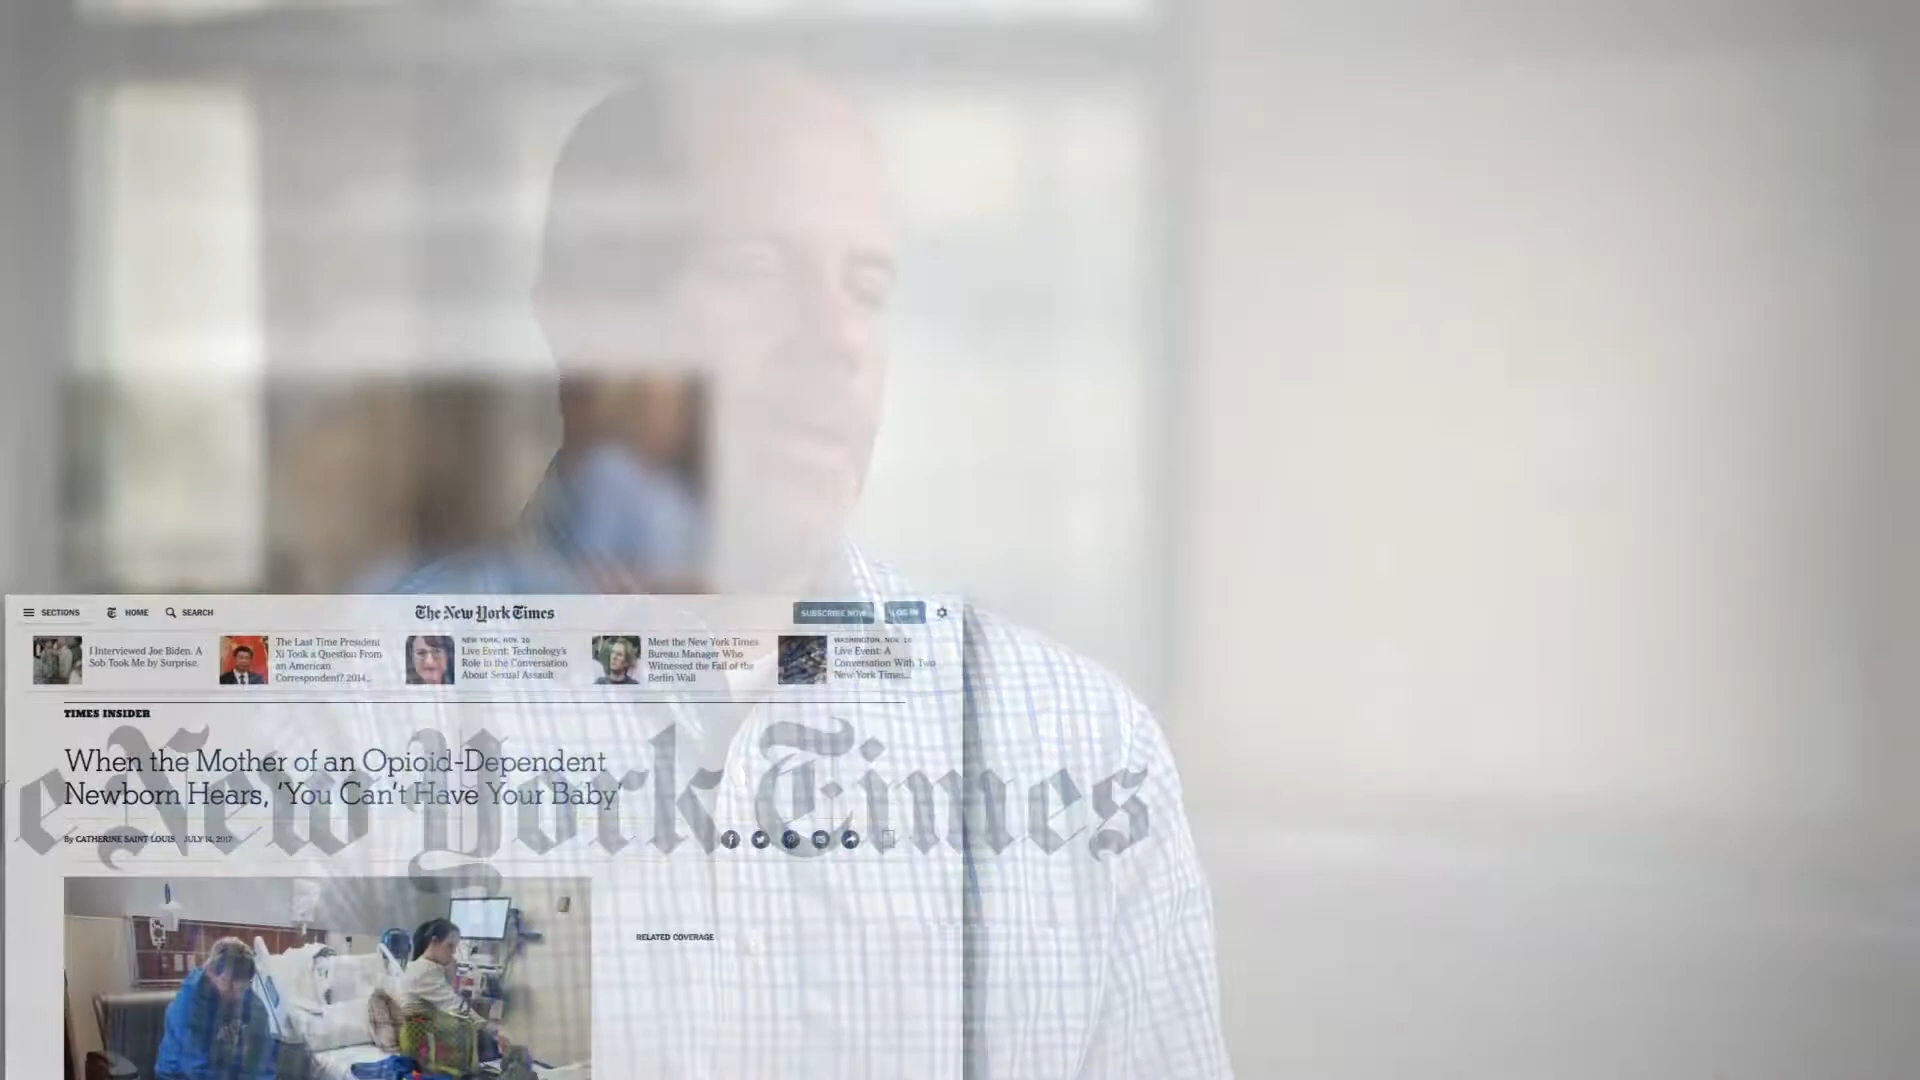 SECTIONS HOME SEARCH The New York Times SUBSCRIBE NOW LOG IN
I Interviewed Joe Biden. A
Sob Took Me by Surprise.
The Last Time President
Xi Took a Question From
an American
Correspondent? 2014...
NEW YORK, NOV. 20
Live Event: Technology's
Role in the Conversation
About Sexual Assault
Meet the New York Times
Bureau Manager Who
Witnessed the Fall of the
Berlin Wall
WASHINGTON, NOV. 18
Live Event: A
Conversation With Two
New York Times...
TIMES INSIDER
When the Mother of an Opioid-Dependent
Newborn Hears, 'You Can't Have Your Baby'
By CATHERINE SAINT LOUIS JULY 14, 2017
e New York Times
RELATED COVERAGE